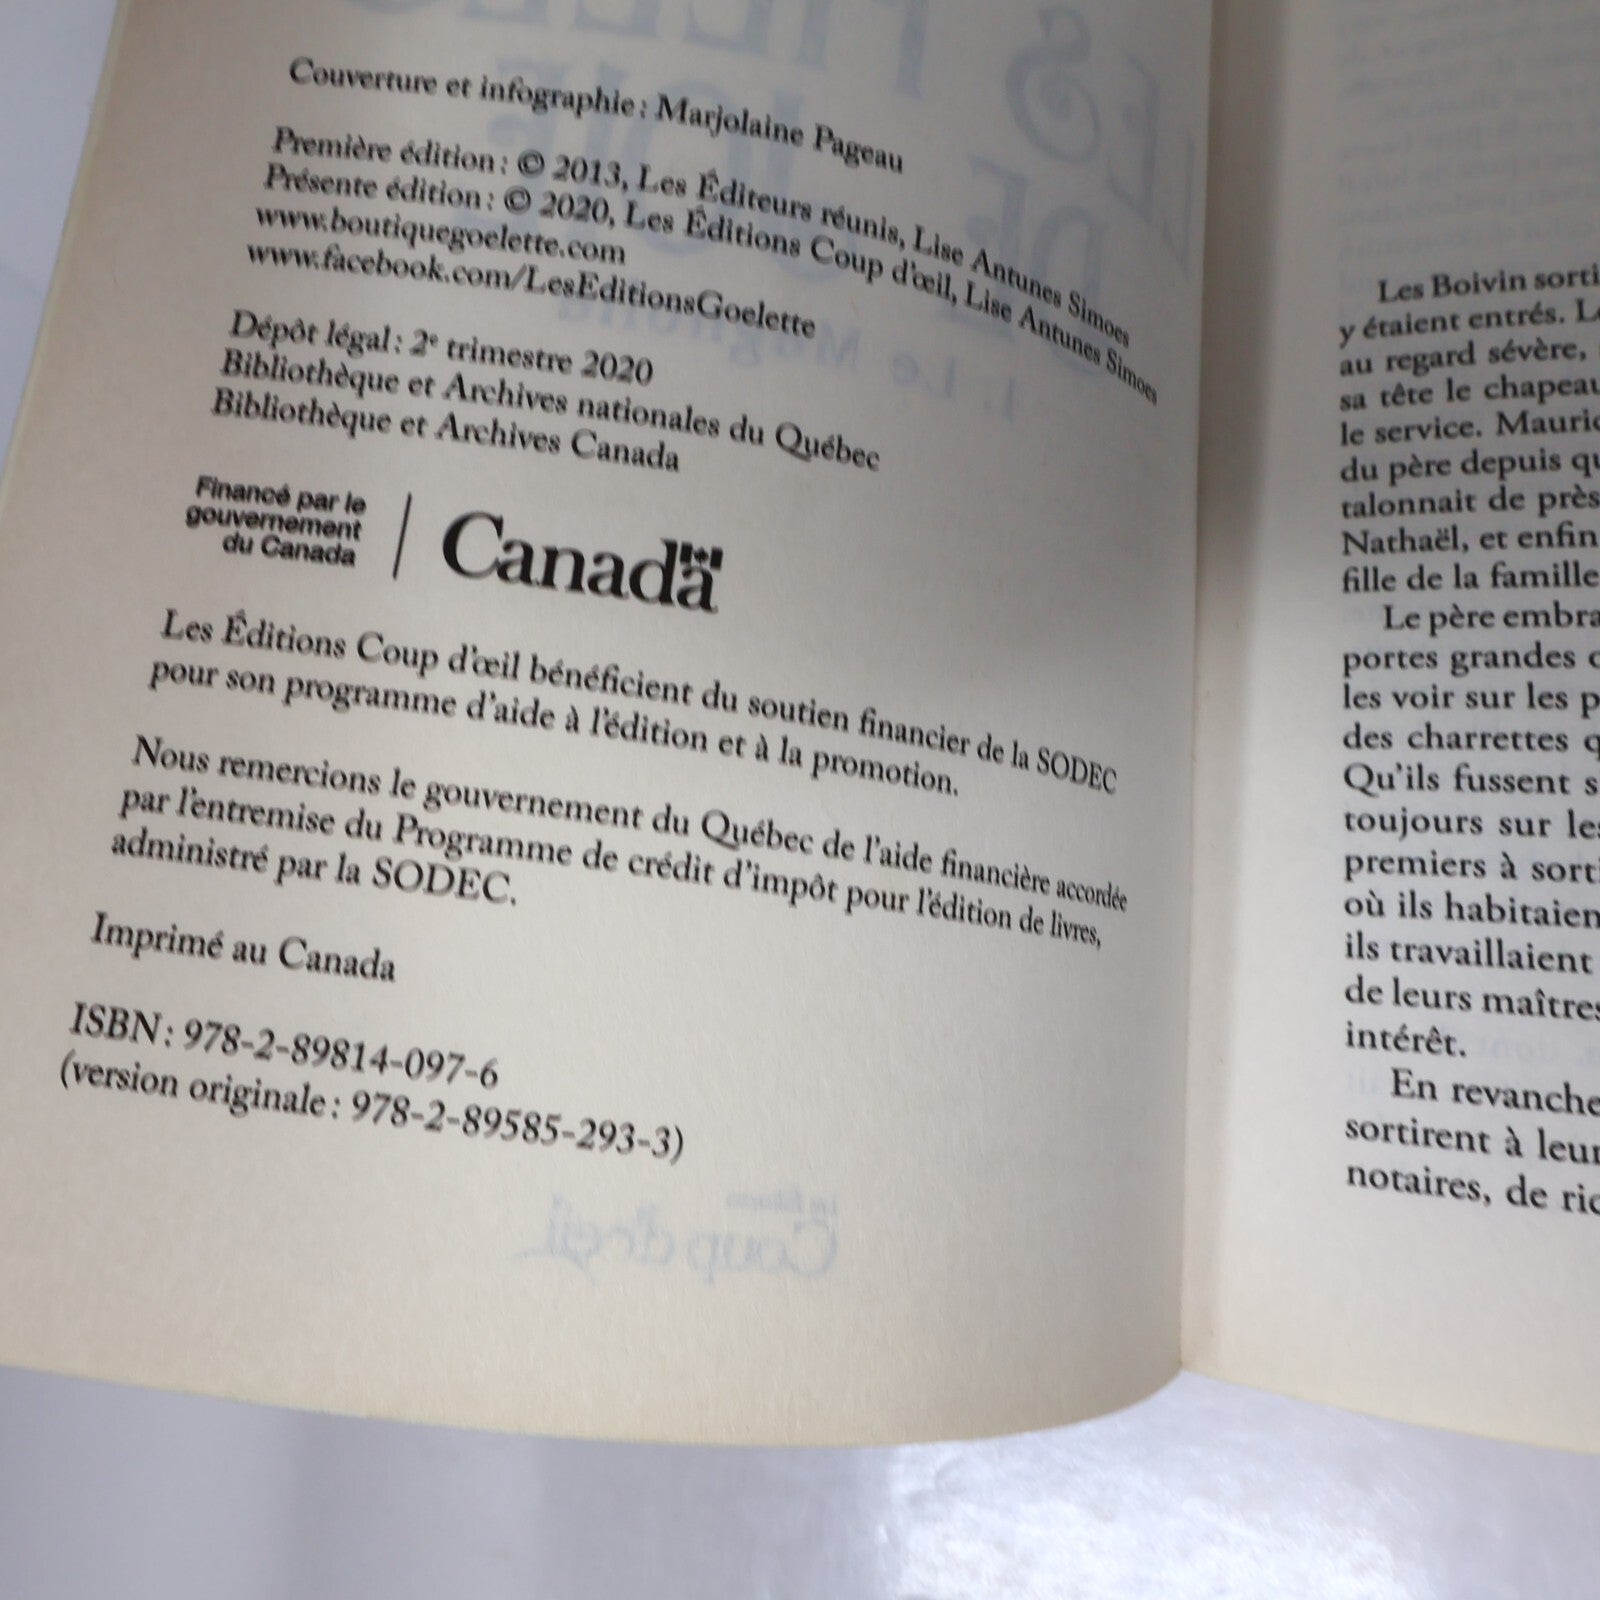 Couverture et infographie : Marjolaine Pageau
Première édition : © 2013, Les Éditeurs réunis, Lise Antunes Simoes
Présente édition : © 2020, Les Éditions Coup d'œil, Lise Antunes Simoes
www.boutiquegoelette.com
www.facebook.com/LesEditionsGoelette
Dépôt légal : 2e trimestre 2020
Bibliothèque et Archives nationales du Québec
Bibliothèque et Archives Canada
Financé par le
gouvernement
du Canada
Canada
Les Éditions Coup d'œil bénéficient du soutien financier de la SODEC
pour son programme d'aide à l'édition et à la promotion.
Nous remercions le gouvernement du Québec de l'aide financière accordée
par l'entremise du Programme de crédit d'impôt pour l'édition de livres,
administré par la SODEC.
Imprimé au Canada
ISBN : 978-2-89814-097-6
(version originale : 978-2-89585-293-3)
Les Boivin sorti
y étaient entrés. L
au regard sévère,
sa tête le chapeau
le service. Mauric
du père depuis qu
talonnait de près
Nathaël, et enfin
fille de la famille
Le père embra
portes grandes o
les voir sur les p
des charrettes q
Qu'ils fussent s
toujours sur les
premiers à sorti
où ils habitaien
ils travaillaient
de leurs maîtres
intérêt.
En revanche
sortirent à leur
notaires, de ric